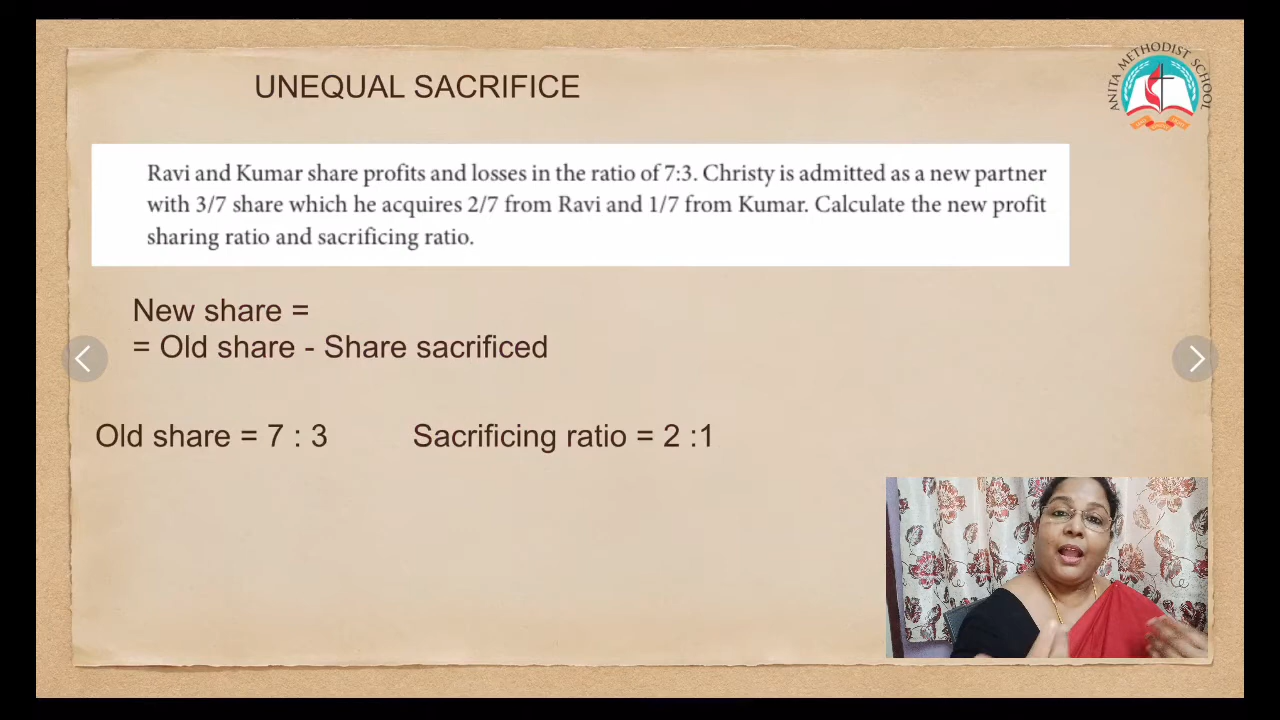 UNEQUAL SACRIFICE
ANITA METHODIST SCHOOL
Ravi and Kumar share profits and losses in the ratio of 7:3. Christy is admitted as a new partner
with 3/7 share which he acquires 2/7 from Ravi and 1/7 from Kumar. Calculate the new profit
sharing ratio and sacrificing ratio.
New share =
= Old share - Share sacrificed
Old share = 7 : 3 Sacrificing ratio = 2 :1